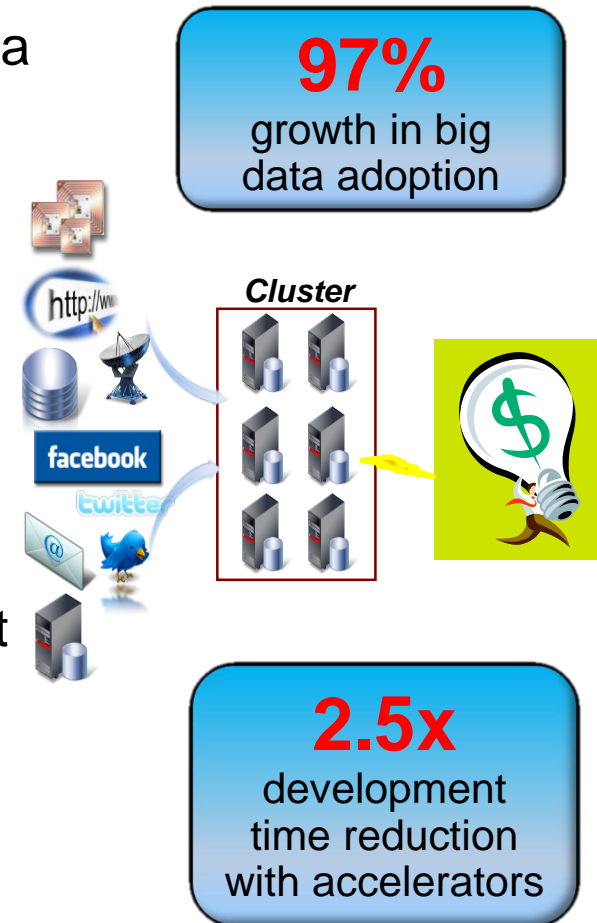 a
97%
growth in big
data adoption
http://ww
Cluster
facebook
twitter
@
$
t
2.5x
development
time reduction
with accelerators